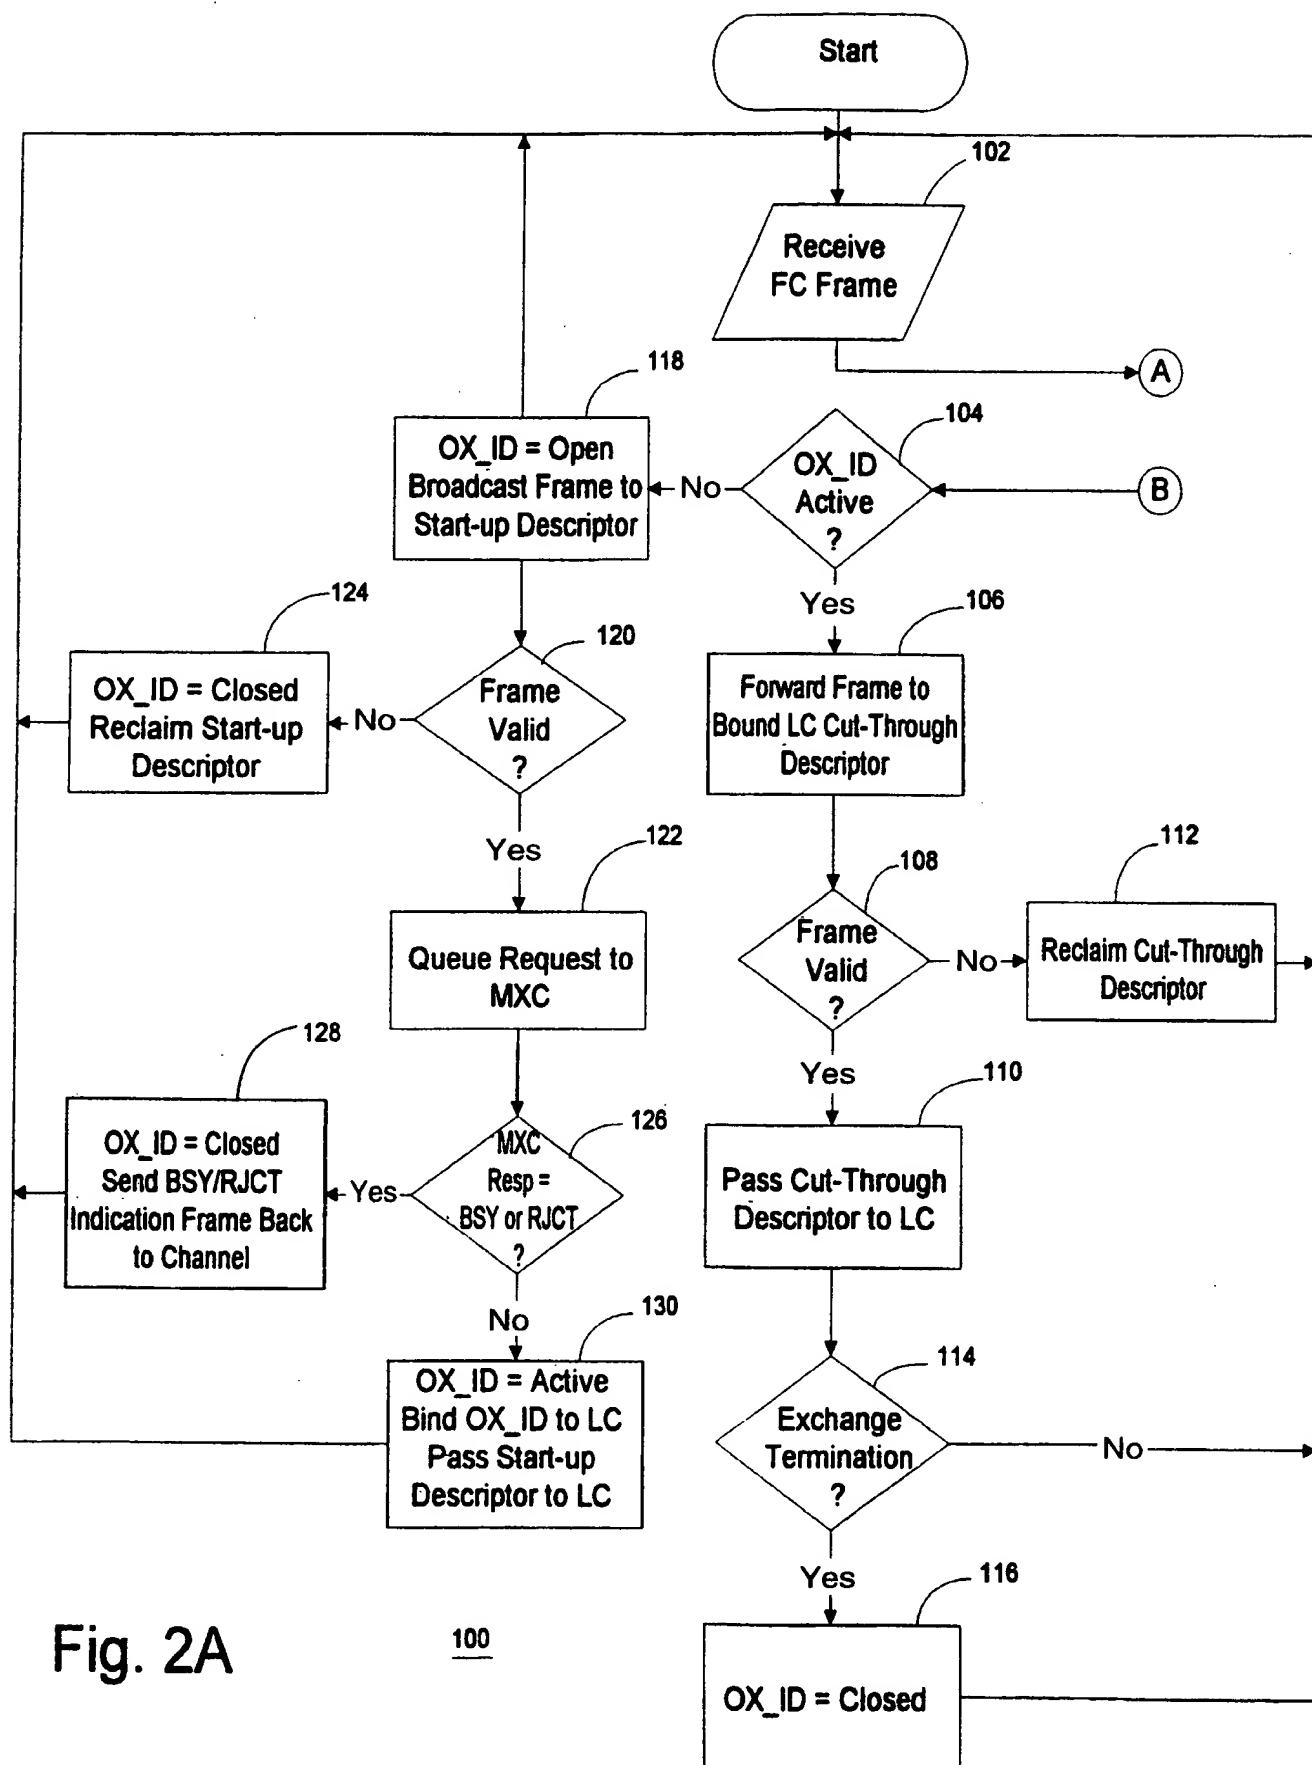 Start
102
Receive
FC Frame
A
118
OX_ID = Open
Broadcast Frame to
Start-up Descriptor
No
104
OX_ID
Active
?
B
Yes
124
OX_ID = Closed
Reclaim Start-up
Descriptor
No
120
Frame
Valid
?
106
Forward Frame to
Bound LC Cut-Through
Descriptor
Yes
122
Queue Request to
MXC
108
Frame
Valid
?
No
112
Reclaim Cut-Through
Descriptor
Yes
128
OX_ID = Closed
Send BSY/RJCT
Indication Frame Back
to Channel
Yes
126
MXC
Resp =
BSY or RJCT
?
110
Pass Cut-Through
Descriptor to LC
No
130
OX_ID = Active
Bind OX_ID to LC
Pass Start-up
Descriptor to LC
114
Exchange
Termination
?
No
Yes
116
OX_ID = Closed
Fig. 2A
100